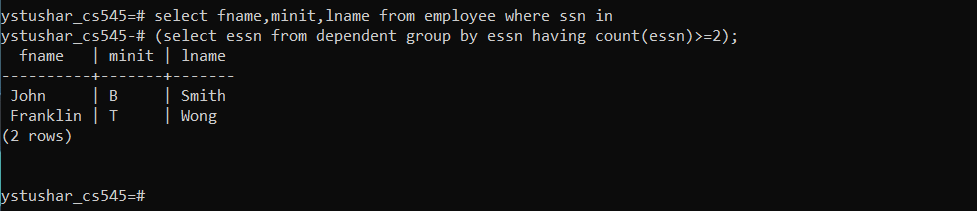 ystushar_cs545=# select fname,minit,lname from employee where ssn in
ystushar_cs545-# (select essn from dependent group by essn having count(essn)>=2);
  fname   | minit | lname
----------+-------+-------
 John     | B     | Smith
 Franklin | T     | Wong
(2 rows)
ystushar_cs545=#